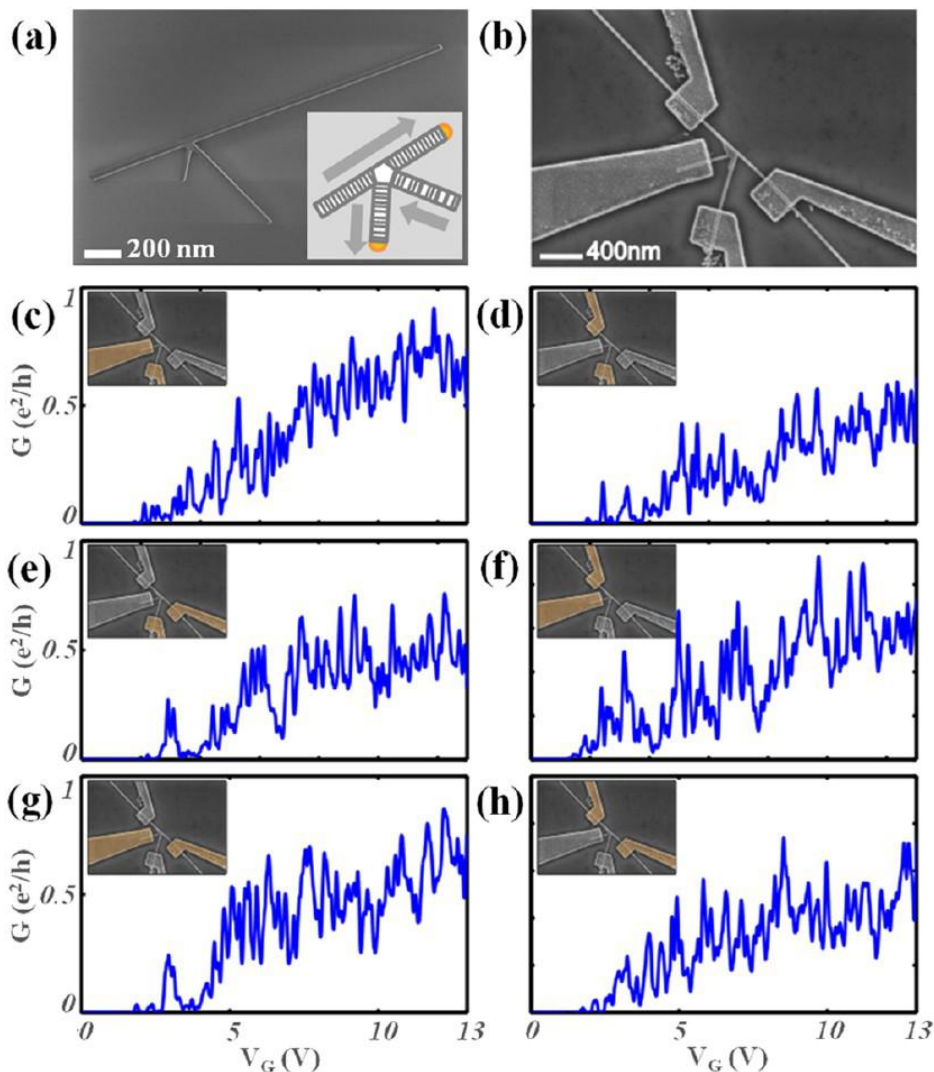 (a)
200 nm
(b)
400nm
(c)
1
0.5
0
G (e²/h)
(d)
(e)
1
0.5
0
G (e²/h)
(f)
(g)
1
0.5
0
G (e²/h)
0 5 10 13
V_G (V)
(h)
0 5 10 13
V_G (V)